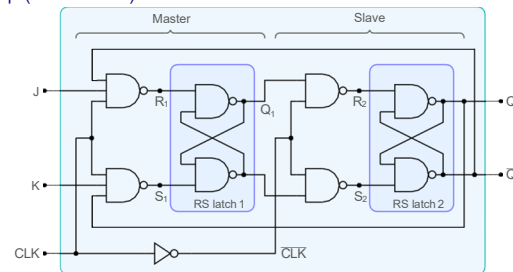 Master
Slave
J
R1
Q1
R2
Q
K
S1
RS latch 1
S2
RS latch 2
Q̅
CLK
C̅L̅K̅